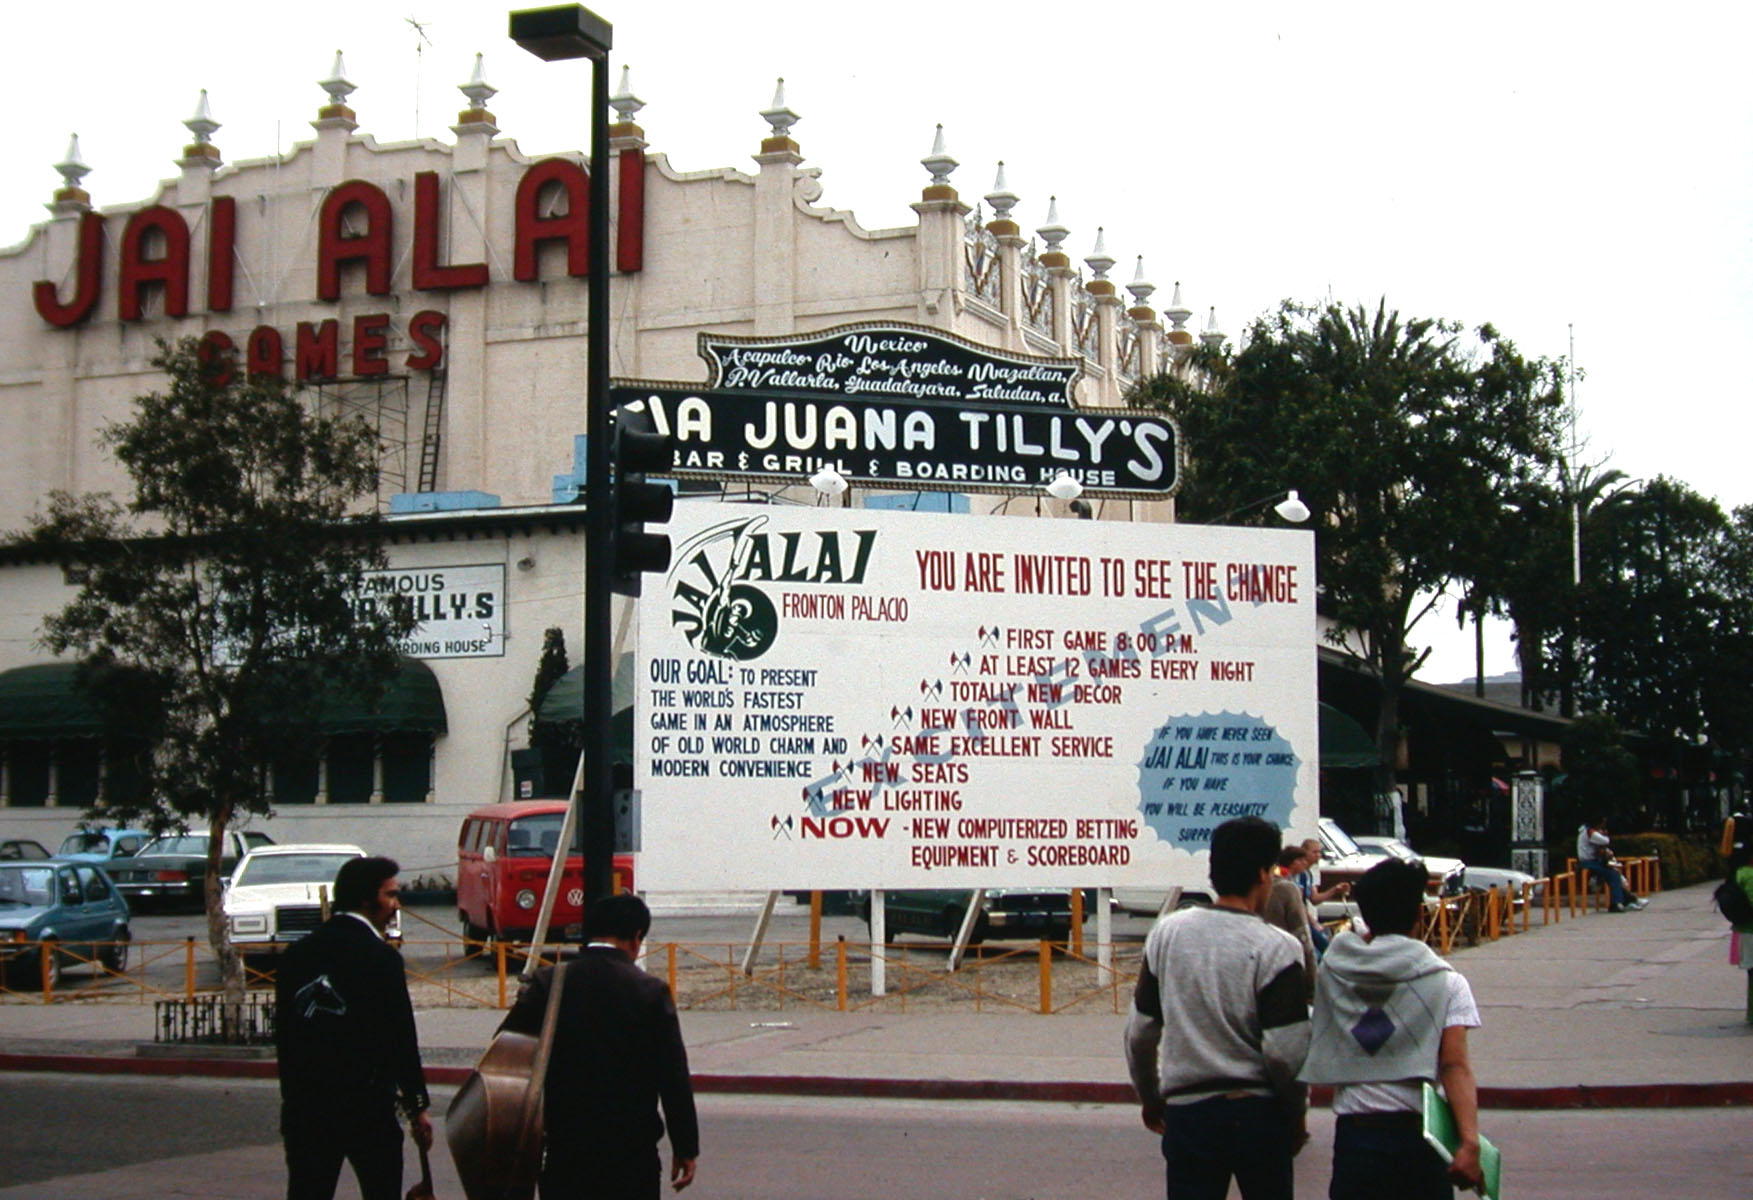 JAI ALAI
GAMES
Mexico
Acapulco Rio Los Angeles Mazatlan,
P. Vallarta, Guadalajara, Saludan, a.
TIA JUANA TILLY'S
BAR & GRILL & BOARDING HOUSE
FAMOUS
TILLY.S
BOARDING HOUSE
JAI ALAI
FRONTON PALACIO
YOU ARE INVITED TO SEE THE CHANGE
EXCITEMENT
OUR GOAL: TO PRESENT
THE WORLD'S FASTEST
GAME IN AN ATMOSPHERE
OF OLD WORLD CHARM AND
MODERN CONVENIENCE
FIRST GAME 8:00 P.M.
AT LEAST 12 GAMES EVERY NIGHT
TOTALLY NEW DECOR
NEW FRONT WALL
SAME EXCELLENT SERVICE
NEW SEATS
NEW LIGHTING
NOW - NEW COMPUTERIZED BETTING
EQUIPMENT & SCOREBOARD
IF YOU HAVE NEVER SEEN
JAI ALAI THIS IS YOUR CHANCE
IF YOU HAVE
YOU WILL BE PLEASANTLY
SURPR